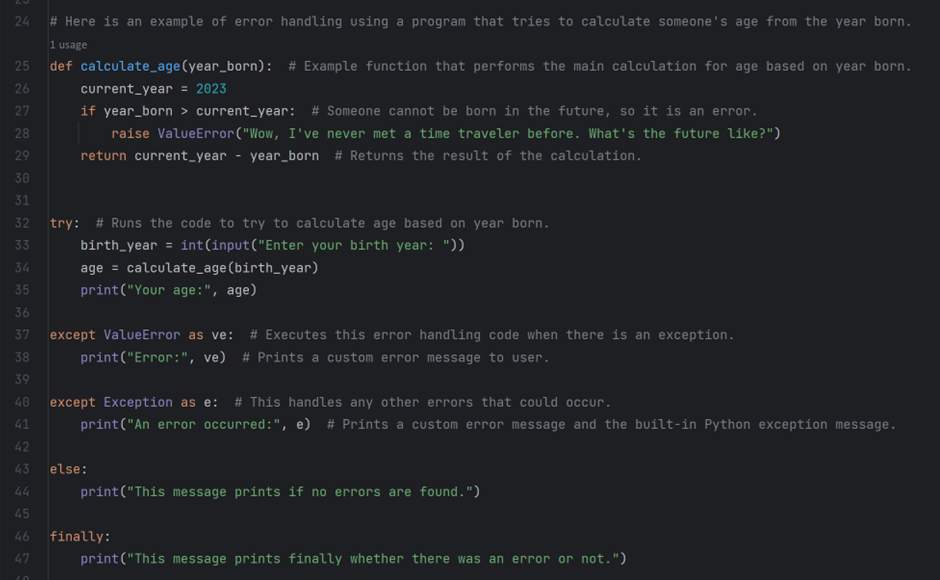 24 # Here is an example of error handling using a program that tries to calculate someone's age from the year born.
1 usage
25 def calculate_age(year_born):  # Example function that performs the main calculation for age based on year born.
26     current_year = 2023
27     if year_born > current_year:  # Someone cannot be born in the future, so it is an error.
28         raise ValueError("Wow, I've never met a time traveler before. What's the future like?")
29     return current_year - year_born  # Returns the result of the calculation.
30
31
32 try:  # Runs the code to try to calculate age based on year born.
33     birth_year = int(input("Enter your birth year: "))
34     age = calculate_age(birth_year)
35     print("Your age:", age)
36
37 except ValueError as ve:  # Executes this error handling code when there is an exception.
38     print("Error:", ve)  # Prints a custom error message to user.
39
40 except Exception as e:  # This handles any other errors that could occur.
41     print("An error occurred:", e)  # Prints a custom error message and the built-in Python exception message.
42
43 else:
44     print("This message prints if no errors are found.")
45
46 finally:
47     print("This message prints finally whether there was an error or not.")